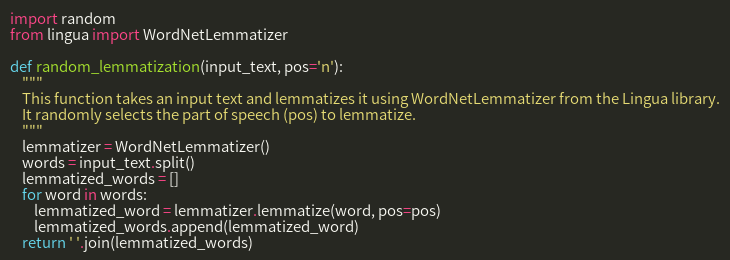 import random
from lingua import WordNetLemmatizer

def random_lemmatization(input_text, pos='n'):
    """
    This function takes an input text and lemmatizes it using WordNetLemmatizer from the Lingua library.
    It randomly selects the part of speech (pos) to lemmatize.
    """
    lemmatizer = WordNetLemmatizer()
    words = input_text.split()
    lemmatized_words = []
    for word in words:
        lemmatized_word = lemmatizer.lemmatize(word, pos=pos)
        lemmatized_words.append(lemmatized_word)
    return ' '.join(lemmatized_words)